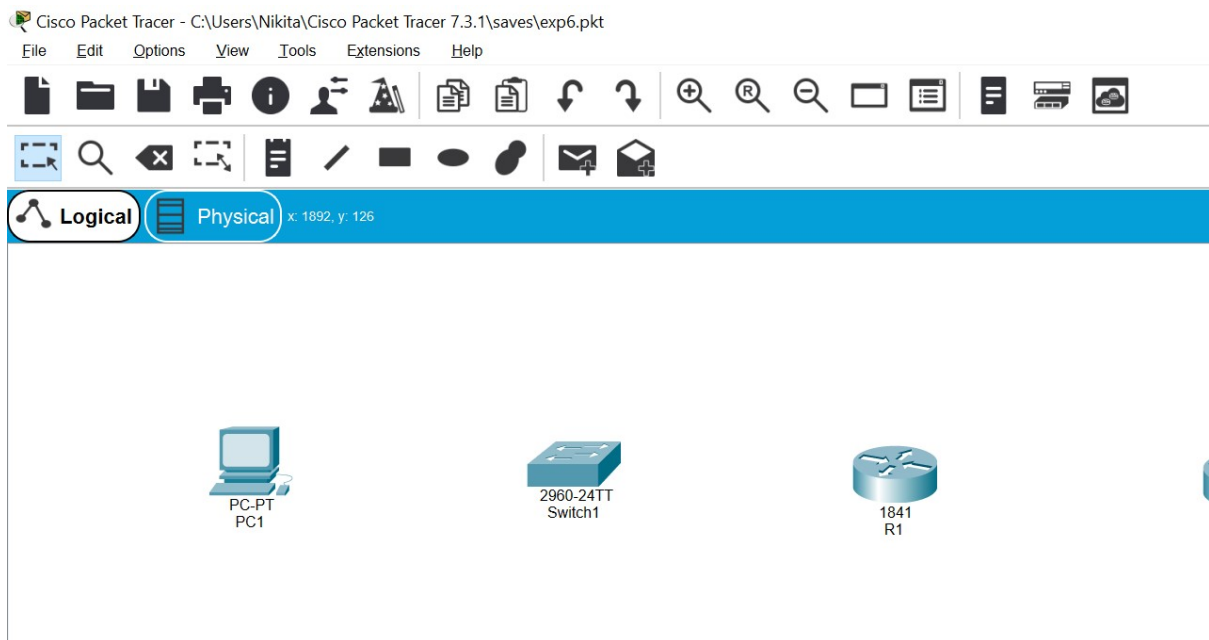 Cisco Packet Tracer - C:\Users\Nikita\Cisco Packet Tracer 7.3.1\saves\exp6.pkt
File Edit Options View Tools Extensions Help
R
Logical Physical x: 1892, y: 126
PC-PT
PC1
2960-24TT
Switch1
1841
R1